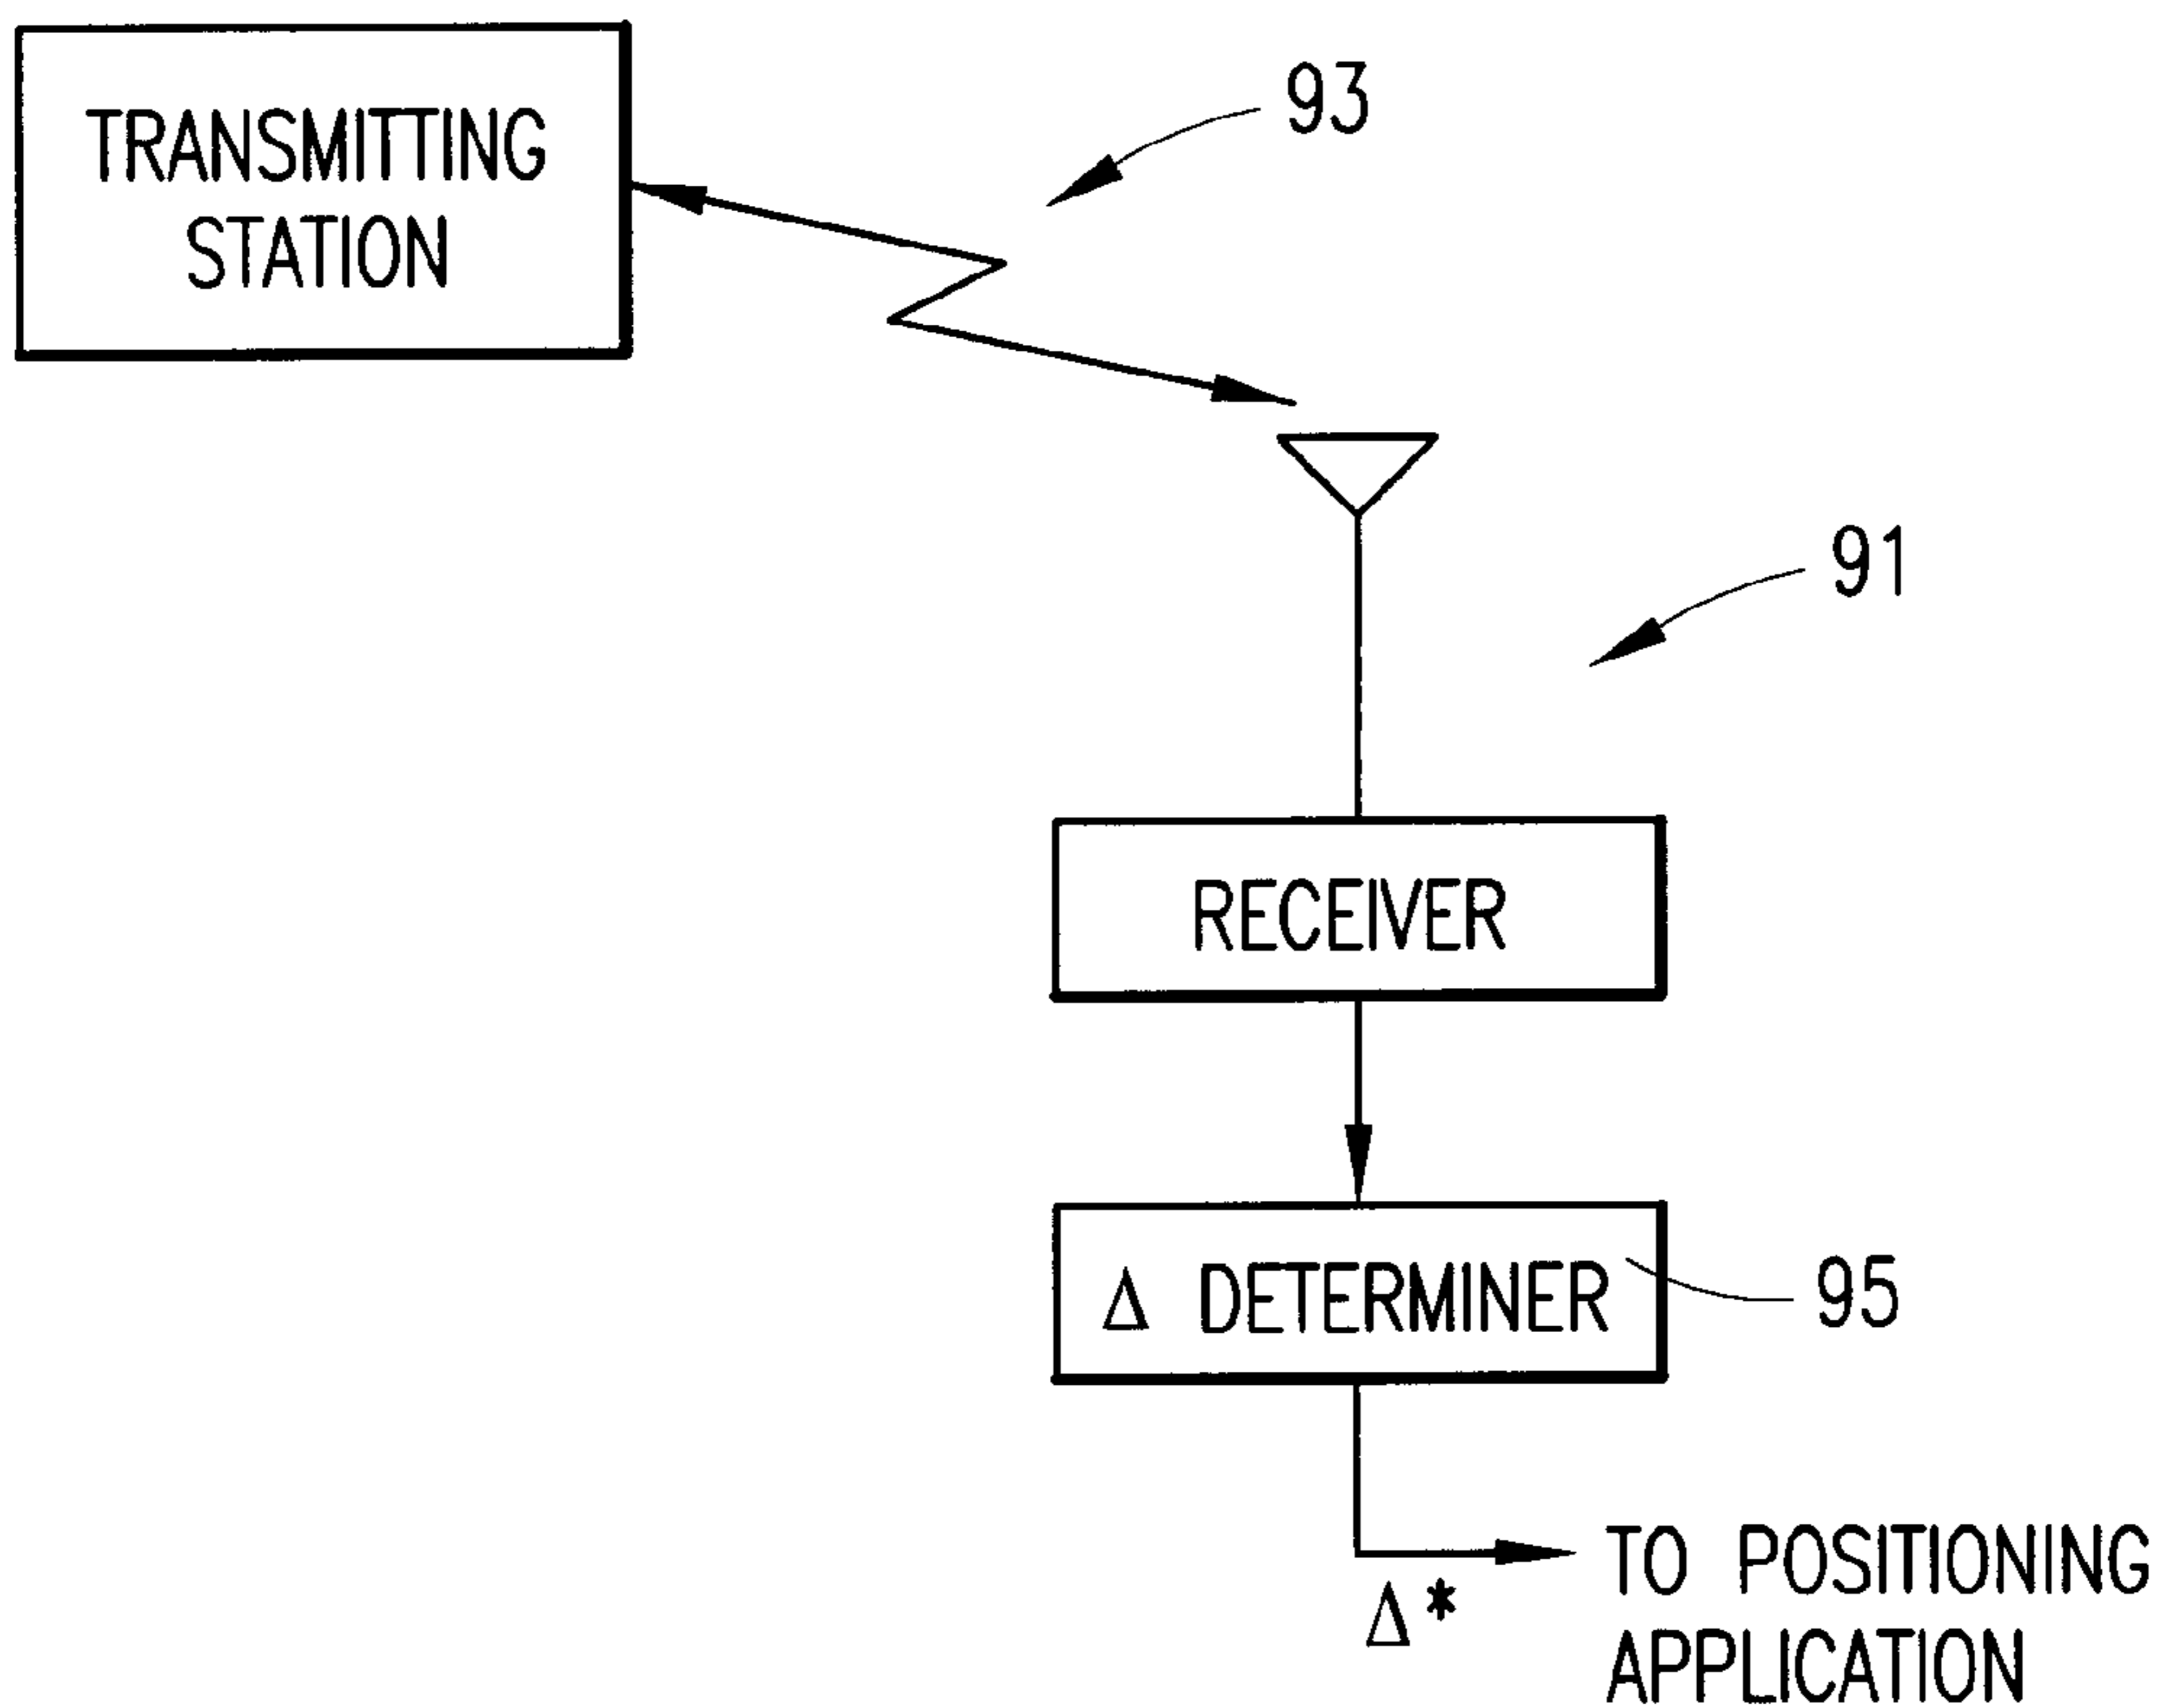 TRANSMITTING
STATION
93
91
RECEIVER
Δ DETERMINER
95
Δ*
TO POSITIONING
APPLICATION